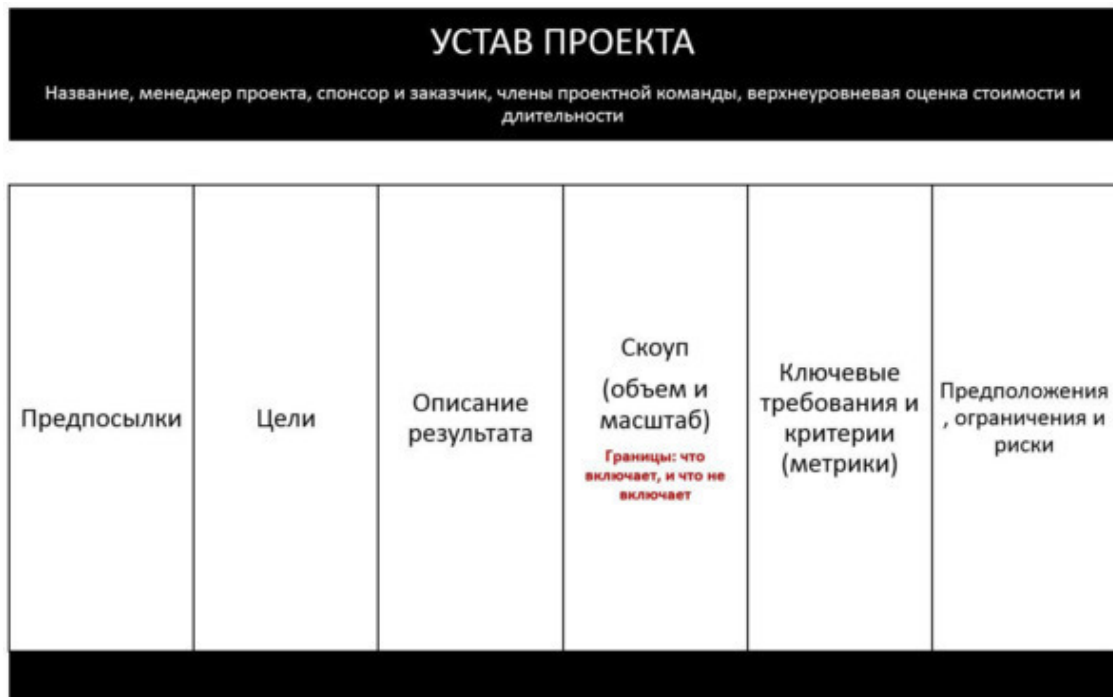 УСТАВ ПРОЕКТА
Название, менеджер проекта, спонсор и заказчик, члены проектной команды, верхнеуровневая оценка стоимости и
длительности
Предпосылки
Цели
Описание
результата
Скоуп
(объем и
масштаб)
Границы: что
включает, и что не
включает
Ключевые
требования и
критерии
(метрики)
Предположения
, ограничения и
риски